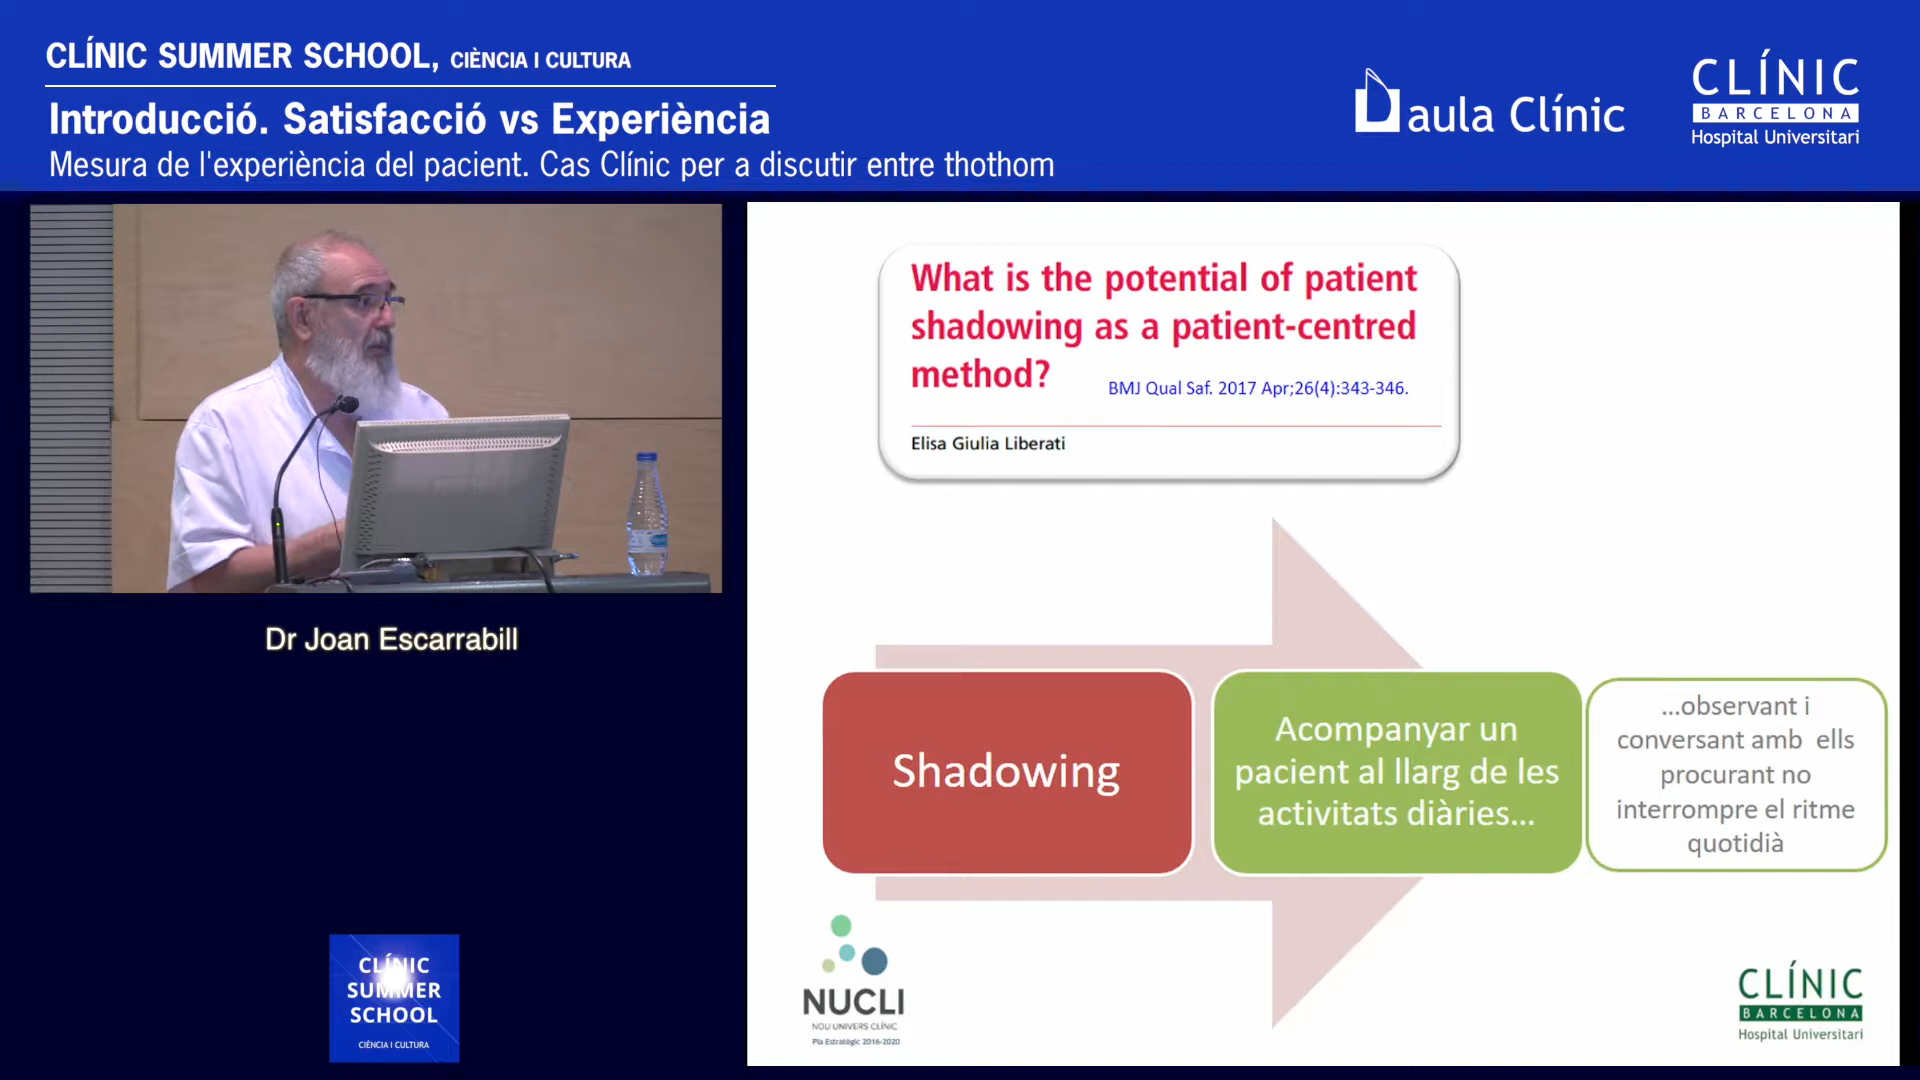 CLÍNIC SUMMER SCHOOL, CIÈNCIA I CULTURA
Introducció. Satisfacció vs Experiència
Mesura de l'experiència del pacient. Cas Clínic per a discutir entre thothom
aula Clínic
CLÍNIC
BARCELONA
Hospital Universitari
What is the potential of patient
shadowing as a patient-centred
method?
BMJ Qual Saf. 2017 Apr;26(4):343-346.
Elisa Giulia Liberati
Dr Joan Escarrabill
Shadowing
Acompanyar un
pacient al llarg de les
activitats diàries...
...observant i
conversant amb ells
procurant no
interrompre el ritme
quotidià
CLÍNIC
SUMMER
SCHOOL
CIÈNCIA I CULTURA
NUCLI
NOU UNIVERS CLÍNIC
Pla Estratègic 2016-2020
CLÍNIC
BARCELONA
Hospital Universitari